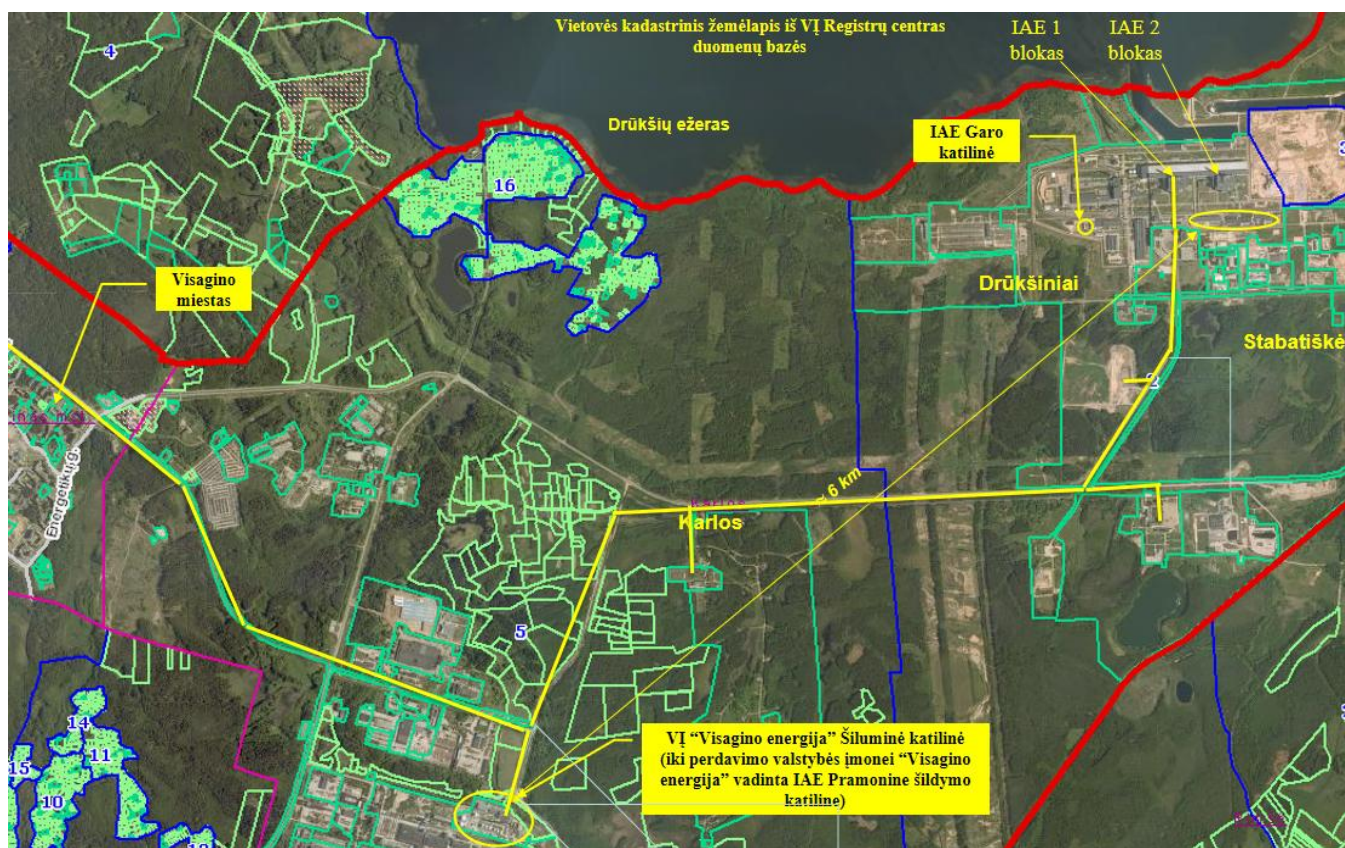 Vietovės kadastrinis žemėlapis iš VĮ Registrų centras
duomenų bazės
IAE 1
blokas
IAE 2
blokas
4
Drūkšių ežeras
IAE Garo
katilinė
3
16
Visagino
miestas
Drūkšiniai
Stabatiškė
2
Energetikų g.
~ 6 km
Karlos
Karlos
5
VĮ “Visagino energija” Šiluminė katilinė
(iki perdavimo valstybės įmonei “Visagino
energija” vadinta IAE Pramonine šildymo
katiline)
14
11
15
10